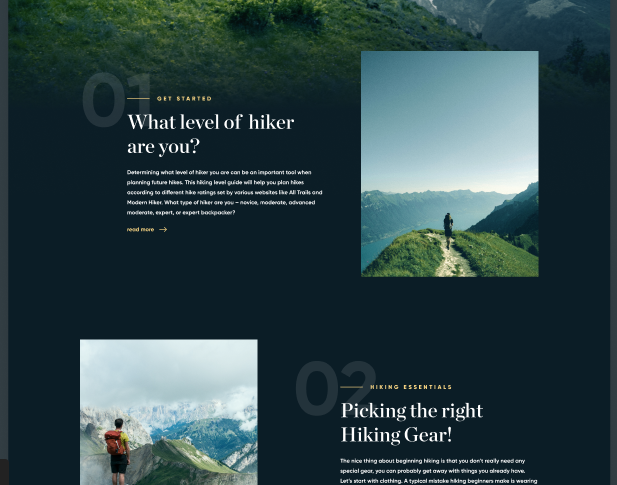 01
GET STARTED
What level of hiker
are you?
Determining what level of hiker you are can be an important tool when
planning future hikes. This hiking level guide will help you plan hikes
according to different hike ratings set by various websites like All Trails and
Modern Hiker. What type of hiker are you – novice, moderate, advanced
moderate, expert, or expert backpacker?
read more
02
HIKING ESSENTIALS
Picking the right
Hiking Gear!
The nice thing about beginning hiking is that you don't really need any
special gear, you can probably get away with things you already have.
Let's start with clothing. A typical mistake hiking beginners make is wearing